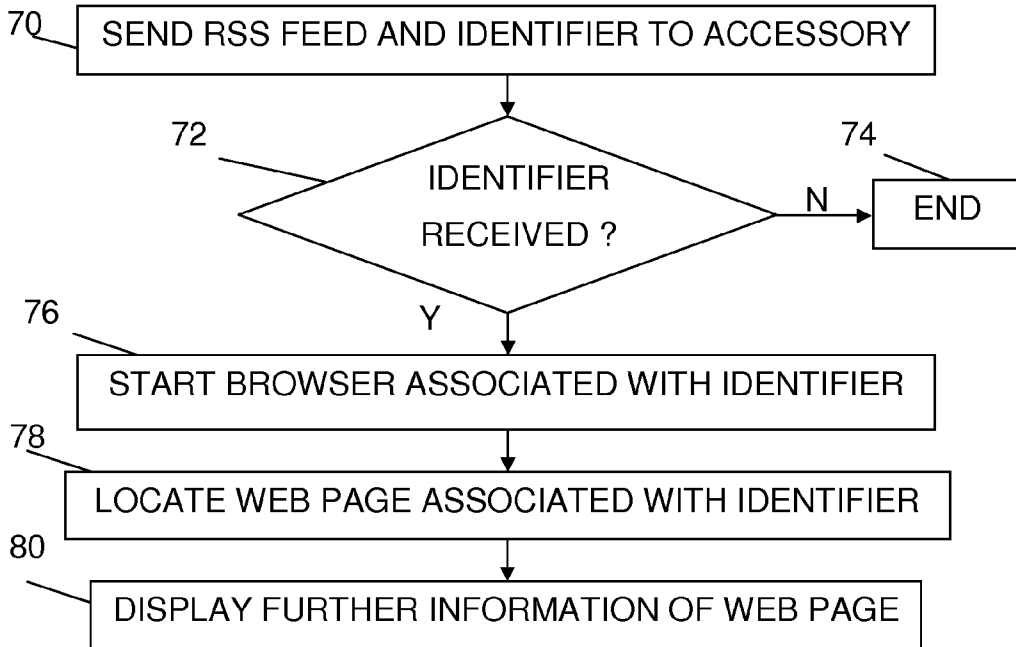 70
SEND RSS FEED AND IDENTIFIER TO ACCESSORY
72
IDENTIFIER
RECEIVED ?
74
N
END
Y
76
START BROWSER ASSOCIATED WITH IDENTIFIER
78
LOCATE WEB PAGE ASSOCIATED WITH IDENTIFIER
80
DISPLAY FURTHER INFORMATION OF WEB PAGE